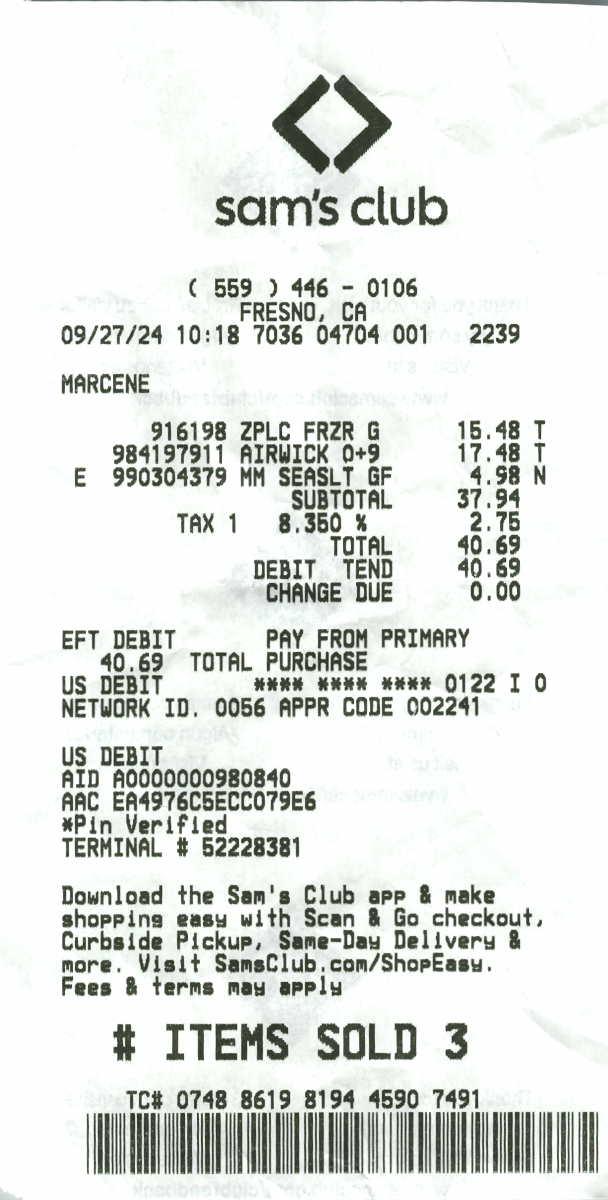 sam's club
( 559 ) 446 - 0106
FRESNO, CA
09/27/24 10:18 7036 04704 001 2239
MARCENE
916198 ZPLC FRZR G 15.48 T
984197911 AIRWICK O+9 17.48 T
E 990304379 MM SEASLT GF 4.98 N
SUBTOTAL 37.94
TAX 1 8.350 % 2.75
TOTAL 40.69
DEBIT TEND 40.69
CHANGE DUE 0.00
EFT DEBIT PAY FROM PRIMARY
40.69 TOTAL PURCHASE
US DEBIT **** **** **** 0122 I 0
NETWORK ID. 0056 APPR CODE 002241
US DEBIT
AID A0000000980840
AAC EA4976C5ECC079E6
*Pin Verified
TERMINAL # 52228381
Download the Sam's Club app & make
shopping easy with Scan & Go checkout,
Curbside Pickup, Same-Day Delivery &
more. Visit SamsClub.com/ShopEasy.
Fees & terms may apply
# ITEMS SOLD 3
TC# 0748 8619 8194 4590 7491